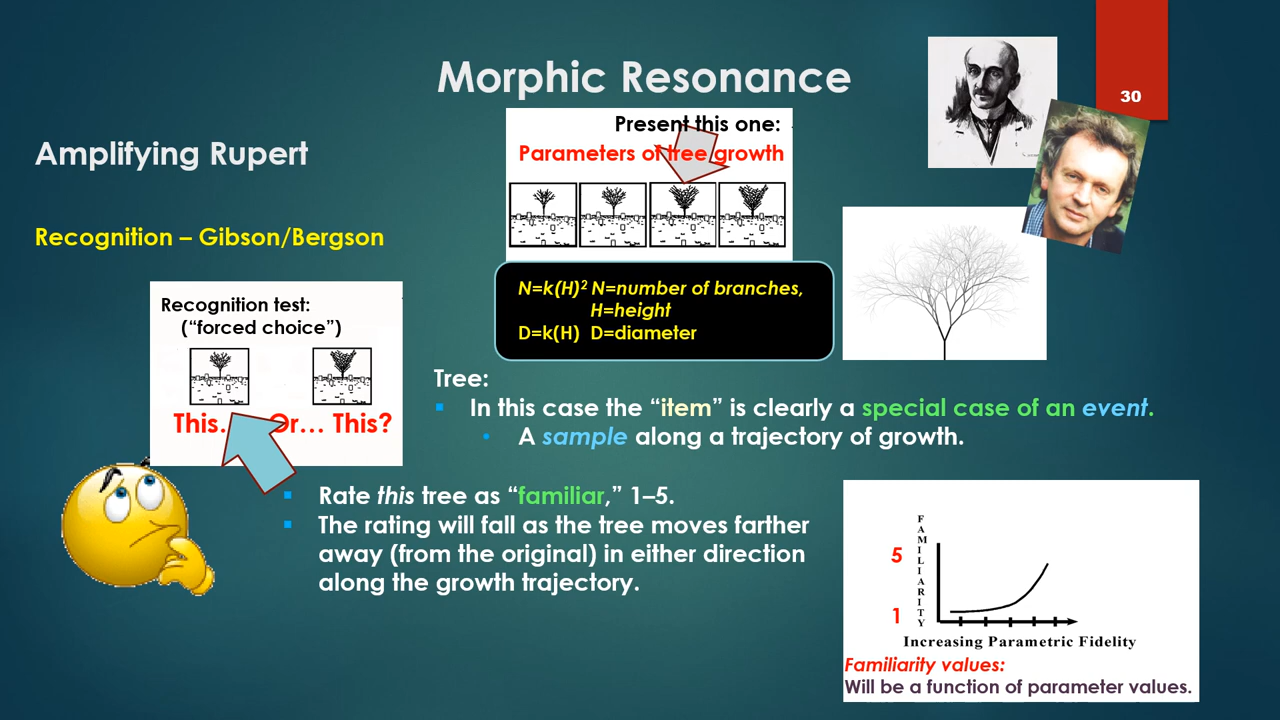 Morphic Resonance
30
Amplifying Rupert
Recognition – Gibson/Bergson
Present this one:
Parameters of tree growth
N=k(H)² N=number of branches,
H=height
D=k(H) D=diameter
Recognition test:
(“forced choice”)
This… Or… This?
Tree:
In this case the “item” is clearly a special case of an event.
A sample along a trajectory of growth.
Rate this tree as “familiar,” 1–5.
The rating will fall as the tree moves farther
away (from the original) in either direction
along the growth trajectory.
FAMILIARITY
5
1
Increasing Parametric Fidelity
Familiarity values:
Will be a function of parameter values.